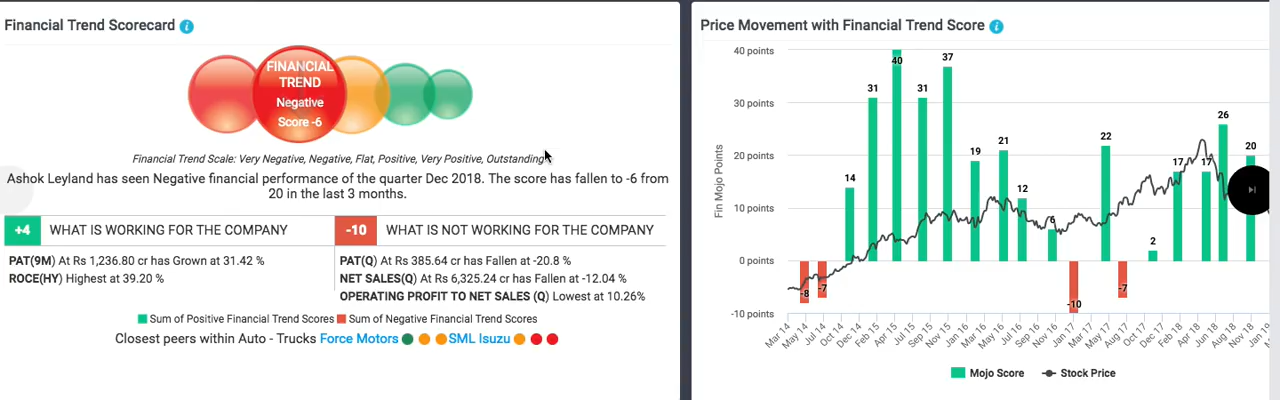 Financial Trend Scorecard i
FINANCIAL
TREND
Negative
Score -6
Financial Trend Scale: Very Negative, Negative, Flat, Positive, Very Positive, Outstanding
Ashok Leyland has seen Negative financial performance of the quarter Dec 2018. The score has fallen to -6 from
20 in the last 3 months.
+4 WHAT IS WORKING FOR THE COMPANY
PAT(9M) At Rs 1,236.80 cr has Grown at 31.42 %
ROCE(HY) Highest at 39.20 %
-10 WHAT IS NOT WORKING FOR THE COMPANY
PAT(Q) At Rs 385.64 cr has Fallen at -20.8 %
NET SALES(Q) At Rs 6,325.24 cr has Fallen at -12.04 %
OPERATING PROFIT TO NET SALES (Q) Lowest at 10.26%
Sum of Positive Financial Trend Scores Sum of Negative Financial Trend Scores
Closest peers within Auto - Trucks Force Motors SML Isuzu
Price Movement with Financial Trend Score i
Fin Mojo Points
40 points
30 points
20 points
10 points
0 points
-10 points
-8 -7 14 31 40 31 37 19 21 12 6 -10 22 -7 2 17 17 26 20
Mar 14 May 14 Jul 14 Oct 14 Dec 14 Feb 15 Apr 15 Jul 15 Sep 15 Nov 15 Jan 16 Mar 16 May 16 Jul 16 Sep 16 Nov 16 Jan 17 Mar 17 May 17 Jul 17 Oct 17 Dec 17 Feb 18 Apr 18 Jun 18 Aug 18 Nov 18 Jan 19
Mojo Score Stock Price